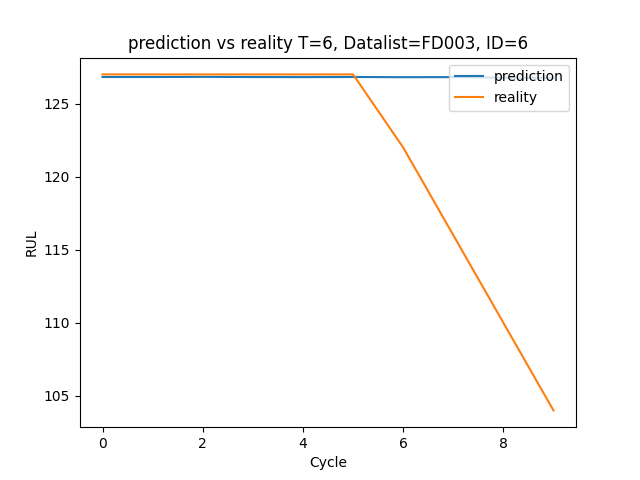 prediction vs reality T=6, Datalist=FD003, ID=6
prediction
reality
RUL
125
120
115
110
105
0 2 4 6 8
Cycle